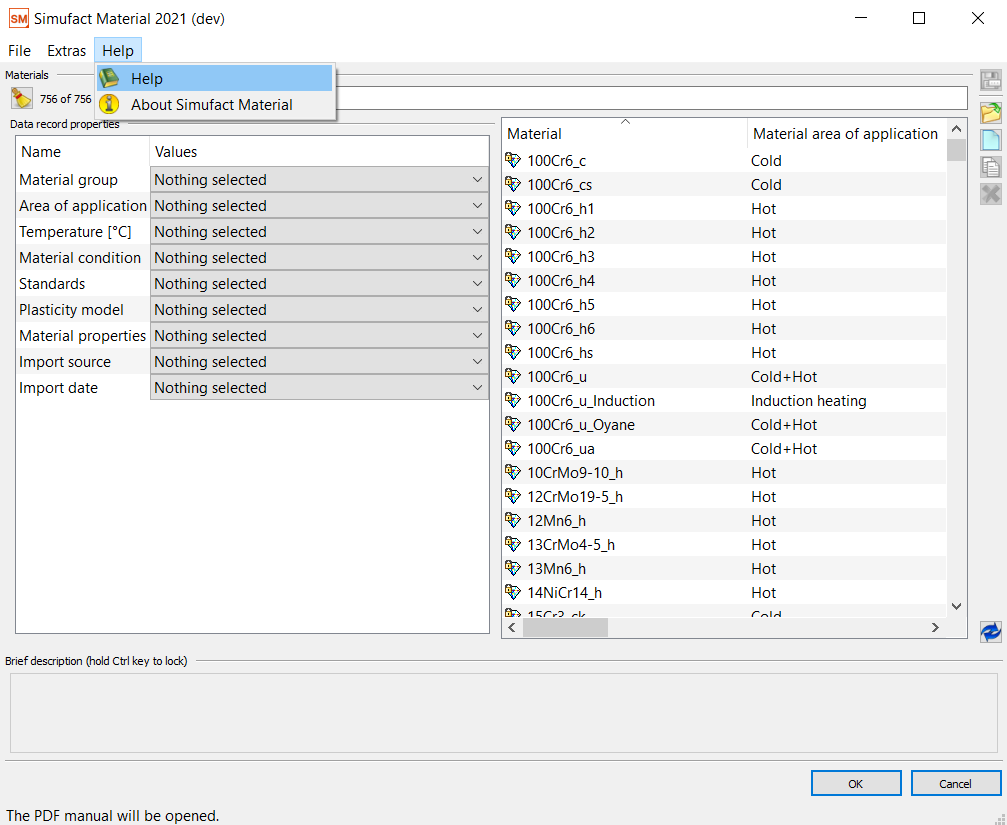 SM Simufact Material 2021 (dev)
File Extras Help
Help
About Simufact Material
Materials
756 of 756
Data record properties
Name Values
Material group Nothing selected
Area of application Nothing selected
Temperature [°C] Nothing selected
Material condition Nothing selected
Standards Nothing selected
Plasticity model Nothing selected
Material properties Nothing selected
Import source Nothing selected
Import date Nothing selected
Material Material area of application
100Cr6_c Cold
100Cr6_cs Cold
100Cr6_h1 Hot
100Cr6_h2 Hot
100Cr6_h3 Hot
100Cr6_h4 Hot
100Cr6_h5 Hot
100Cr6_h6 Hot
100Cr6_hs Hot
100Cr6_u Cold+Hot
100Cr6_u_Induction Induction heating
100Cr6_u_Oyane Cold+Hot
100Cr6_ua Cold+Hot
10CrMo9-10_h Hot
12CrMo19-5_h Hot
12Mn6_h Hot
13CrMo4-5_h Hot
13Mn6_h Hot
14NiCr14_h Hot
15Cr3_ck Cold
Brief description (hold Ctrl key to lock)
OK Cancel
The PDF manual will be opened.